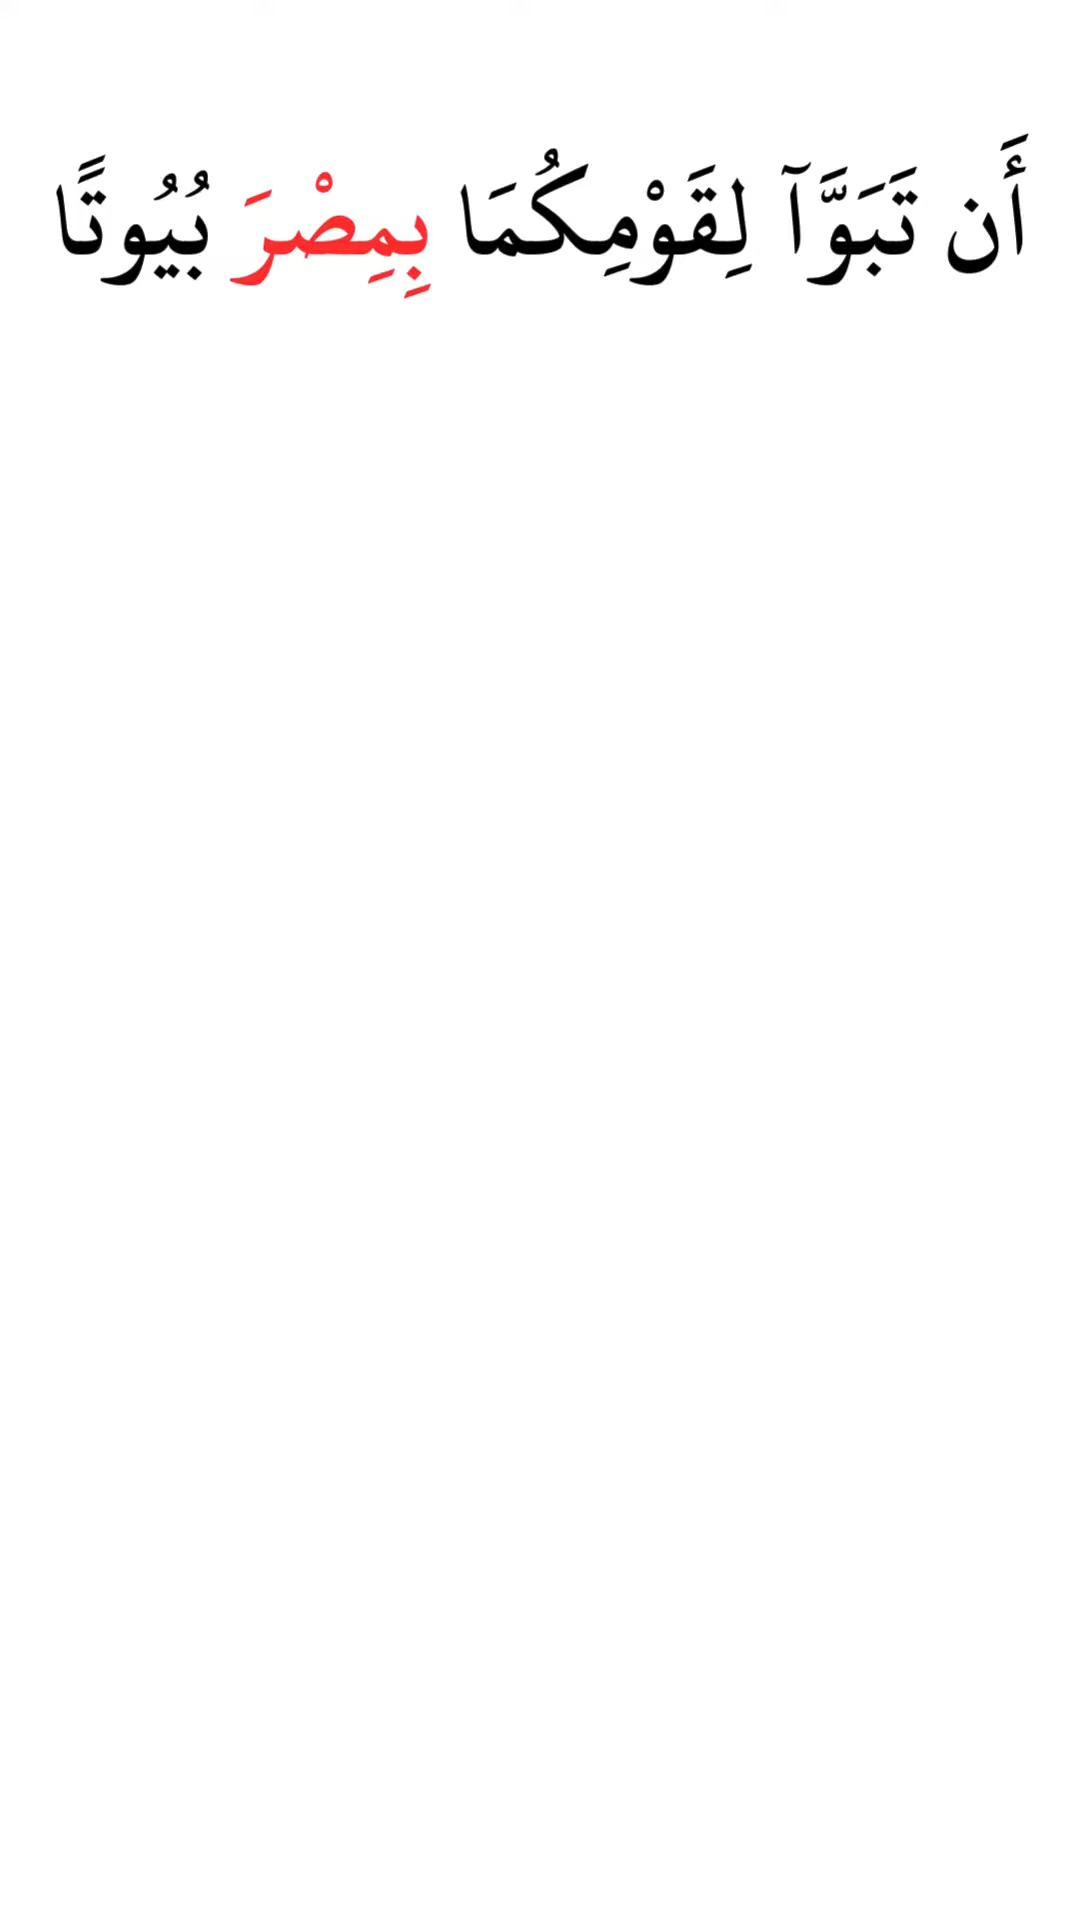 أَن تَبَوَّآ لِقَوْمِكُمَا بِمِصْرَ بُيُوتًا